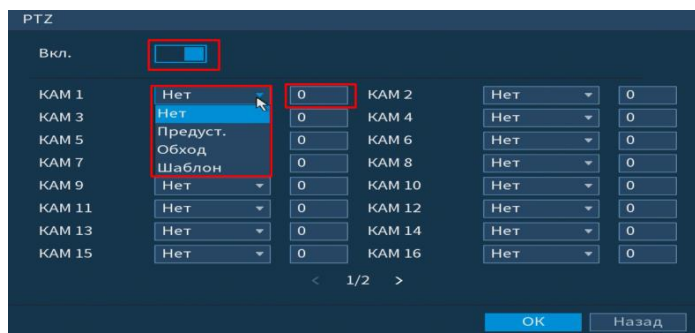 PTZ
Вкл.
КАМ 1 Нет 0 КАМ 2 Нет 0
Нет
КАМ 3 0 КАМ 4 Нет 0
Предуст.
КАМ 5 Обход 0 КАМ 6 Нет 0
КАМ 7 Шаблон 0 КАМ 8 Нет 0
КАМ 9 Нет 0 КАМ 10 Нет 0
КАМ 11 Нет 0 КАМ 12 Нет 0
КАМ 13 Нет 0 КАМ 14 Нет 0
КАМ 15 Нет 0 КАМ 16 Нет 0
< 1/2 >
ОК Назад